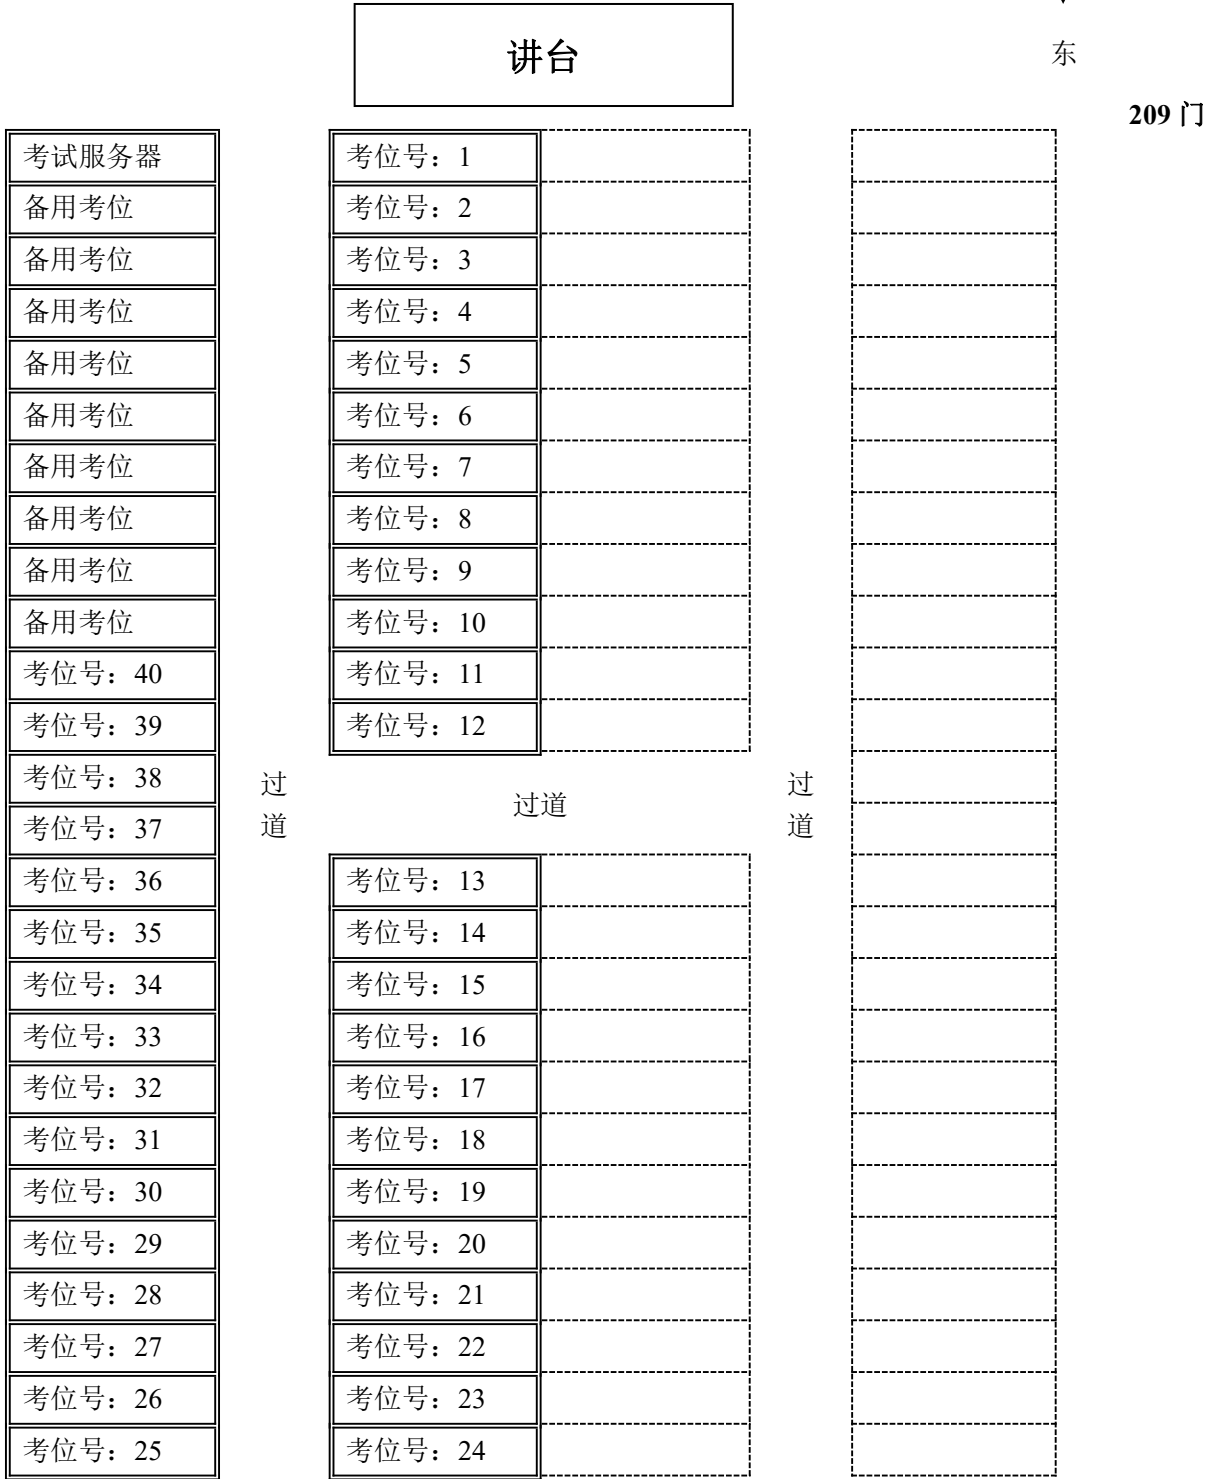 讲台
东
209 门
考试服务器 考位号：1
备用考位 考位号：2
备用考位 考位号：3
备用考位 考位号：4
备用考位 考位号：5
备用考位 考位号：6
备用考位 考位号：7
备用考位 考位号：8
备用考位 考位号：9
备用考位 考位号：10
考位号：40 考位号：11
考位号：39 考位号：12
考位号：38
考位号：37
过道 过道 过道
考位号：36 考位号：13
考位号：35 考位号：14
考位号：34 考位号：15
考位号：33 考位号：16
考位号：32 考位号：17
考位号：31 考位号：18
考位号：30 考位号：19
考位号：29 考位号：20
考位号：28 考位号：21
考位号：27 考位号：22
考位号：26 考位号：23
考位号：25 考位号：24